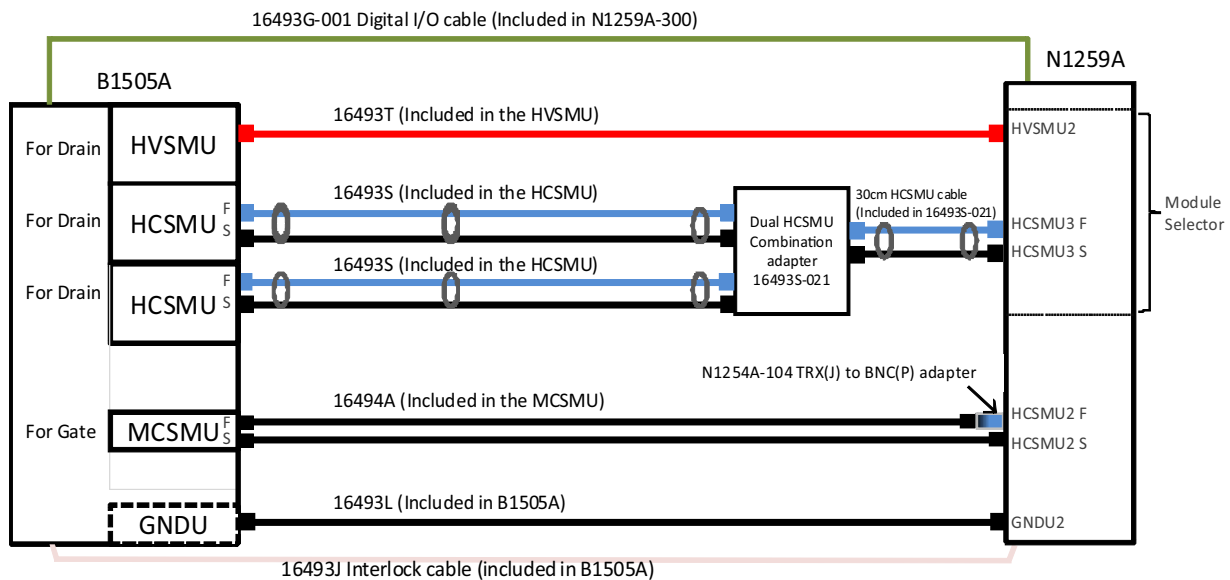 16493G-001 Digital I/O cable (Included in N1259A-300)
B1505A
N1259A
For Drain
HVSMU
16493T (Included in the HVSMU)
HVSMU2
For Drain
HCSMU
F
S
16493S (Included in the HCSMU)
Dual HCSMU
Combination
adapter
16493S-021
30cm HCSMU cable
(Included in 16493S-021)
HCSMU3 F
HCSMU3 S
Module
Selector
For Drain
HCSMU
F
S
16493S (Included in the HCSMU)
N1254A-104 TRX(J) to BNC(P) adapter
For Gate
MCSMU
F
S
16494A (Included in the MCSMU)
HCSMU2 F
HCSMU2 S
GNDU
16493L (Included in B1505A)
GNDU2
16493J Interlock cable (included in B1505A)